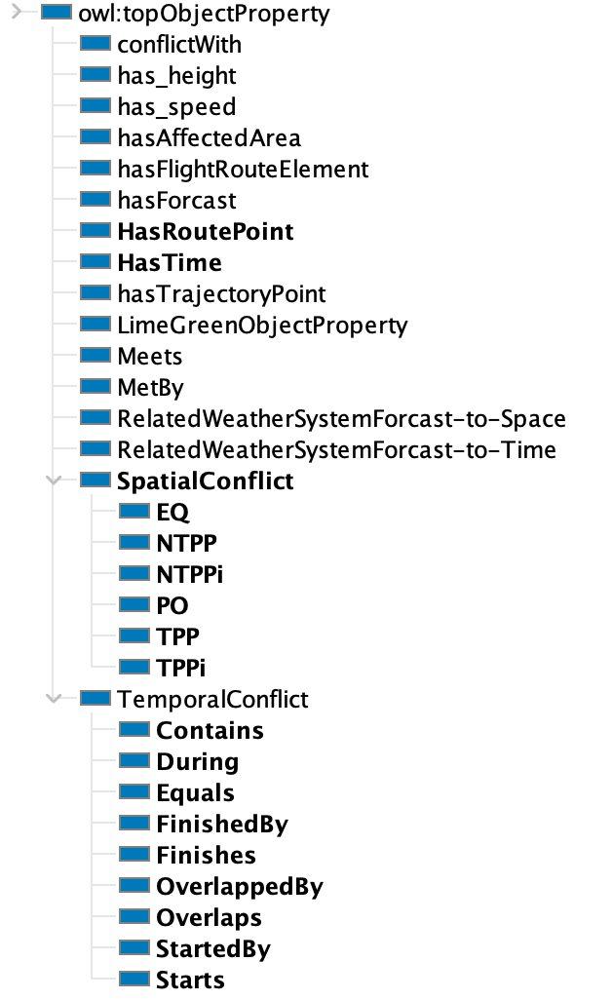 owl:topObjectProperty
conflictWith
has_height
has_speed
hasAffectedArea
hasFlightRouteElement
hasForcast
HasRoutePoint
HasTime
hasTrajectoryPoint
LimeGreenObjectProperty
Meets
MetBy
RelatedWeatherSystemForcast-to-Space
RelatedWeatherSystemForcast-to-Time
SpatialConflict
EQ
NTPP
NTPPi
PO
TPP
TPPi
TemporalConflict
Contains
During
Equals
FinishedBy
Finishes
OverlappedBy
Overlaps
StartedBy
Starts